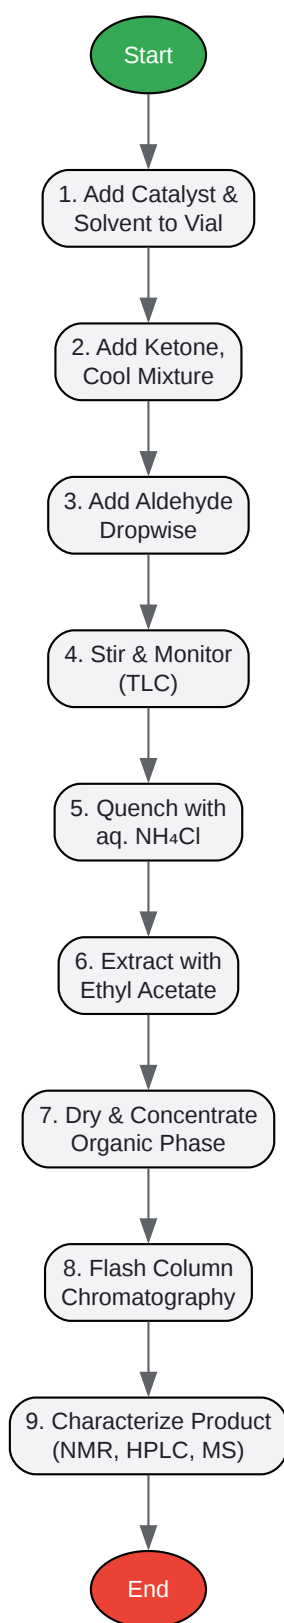 Start
1. Add Catalyst &
Solvent to Vial
2. Add Ketone,
Cool Mixture
3. Add Aldehyde
Dropwise
4. Stir & Monitor
(TLC)
5. Quench with
aq. NH₄Cl
6. Extract with
Ethyl Acetate
7. Dry & Concentrate
Organic Phase
8. Flash Column
Chromatography
9. Characterize Product
(NMR, HPLC, MS)
End